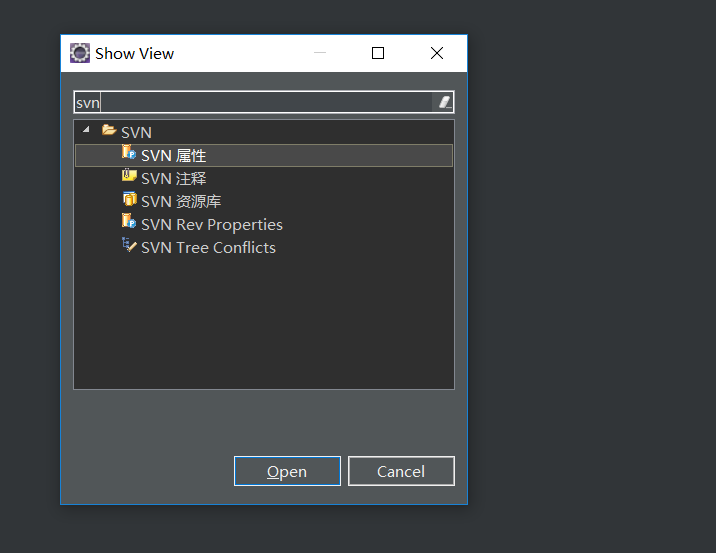 Show View
svn
SVN
SVN 属性
SVN 注释
SVN 资源库
SVN Rev Properties
SVN Tree Conflicts
Open
Cancel